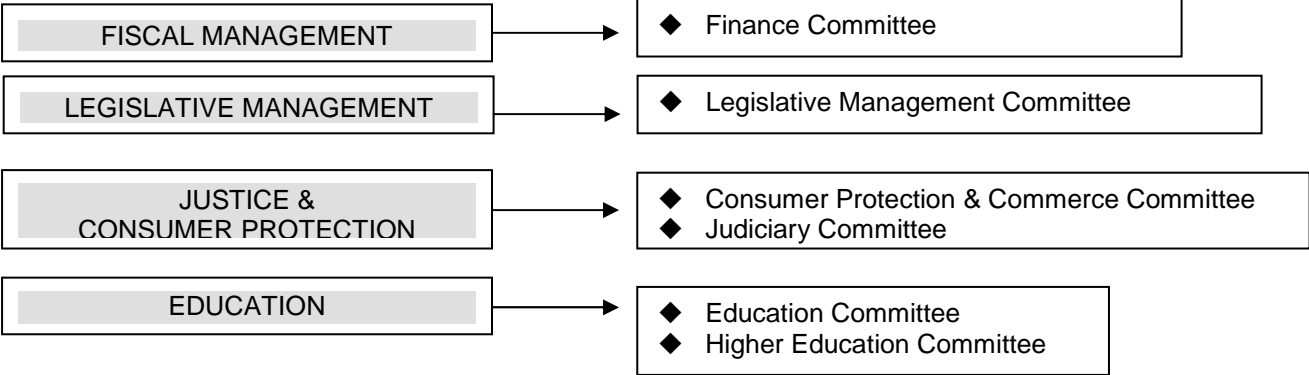 FISCAL MANAGEMENT
◆ Finance Committee
LEGISLATIVE MANAGEMENT
◆ Legislative Management Committee
JUSTICE &
CONSUMER PROTECTION
◆ Consumer Protection & Commerce Committee
◆ Judiciary Committee
EDUCATION
◆ Education Committee
◆ Higher Education Committee